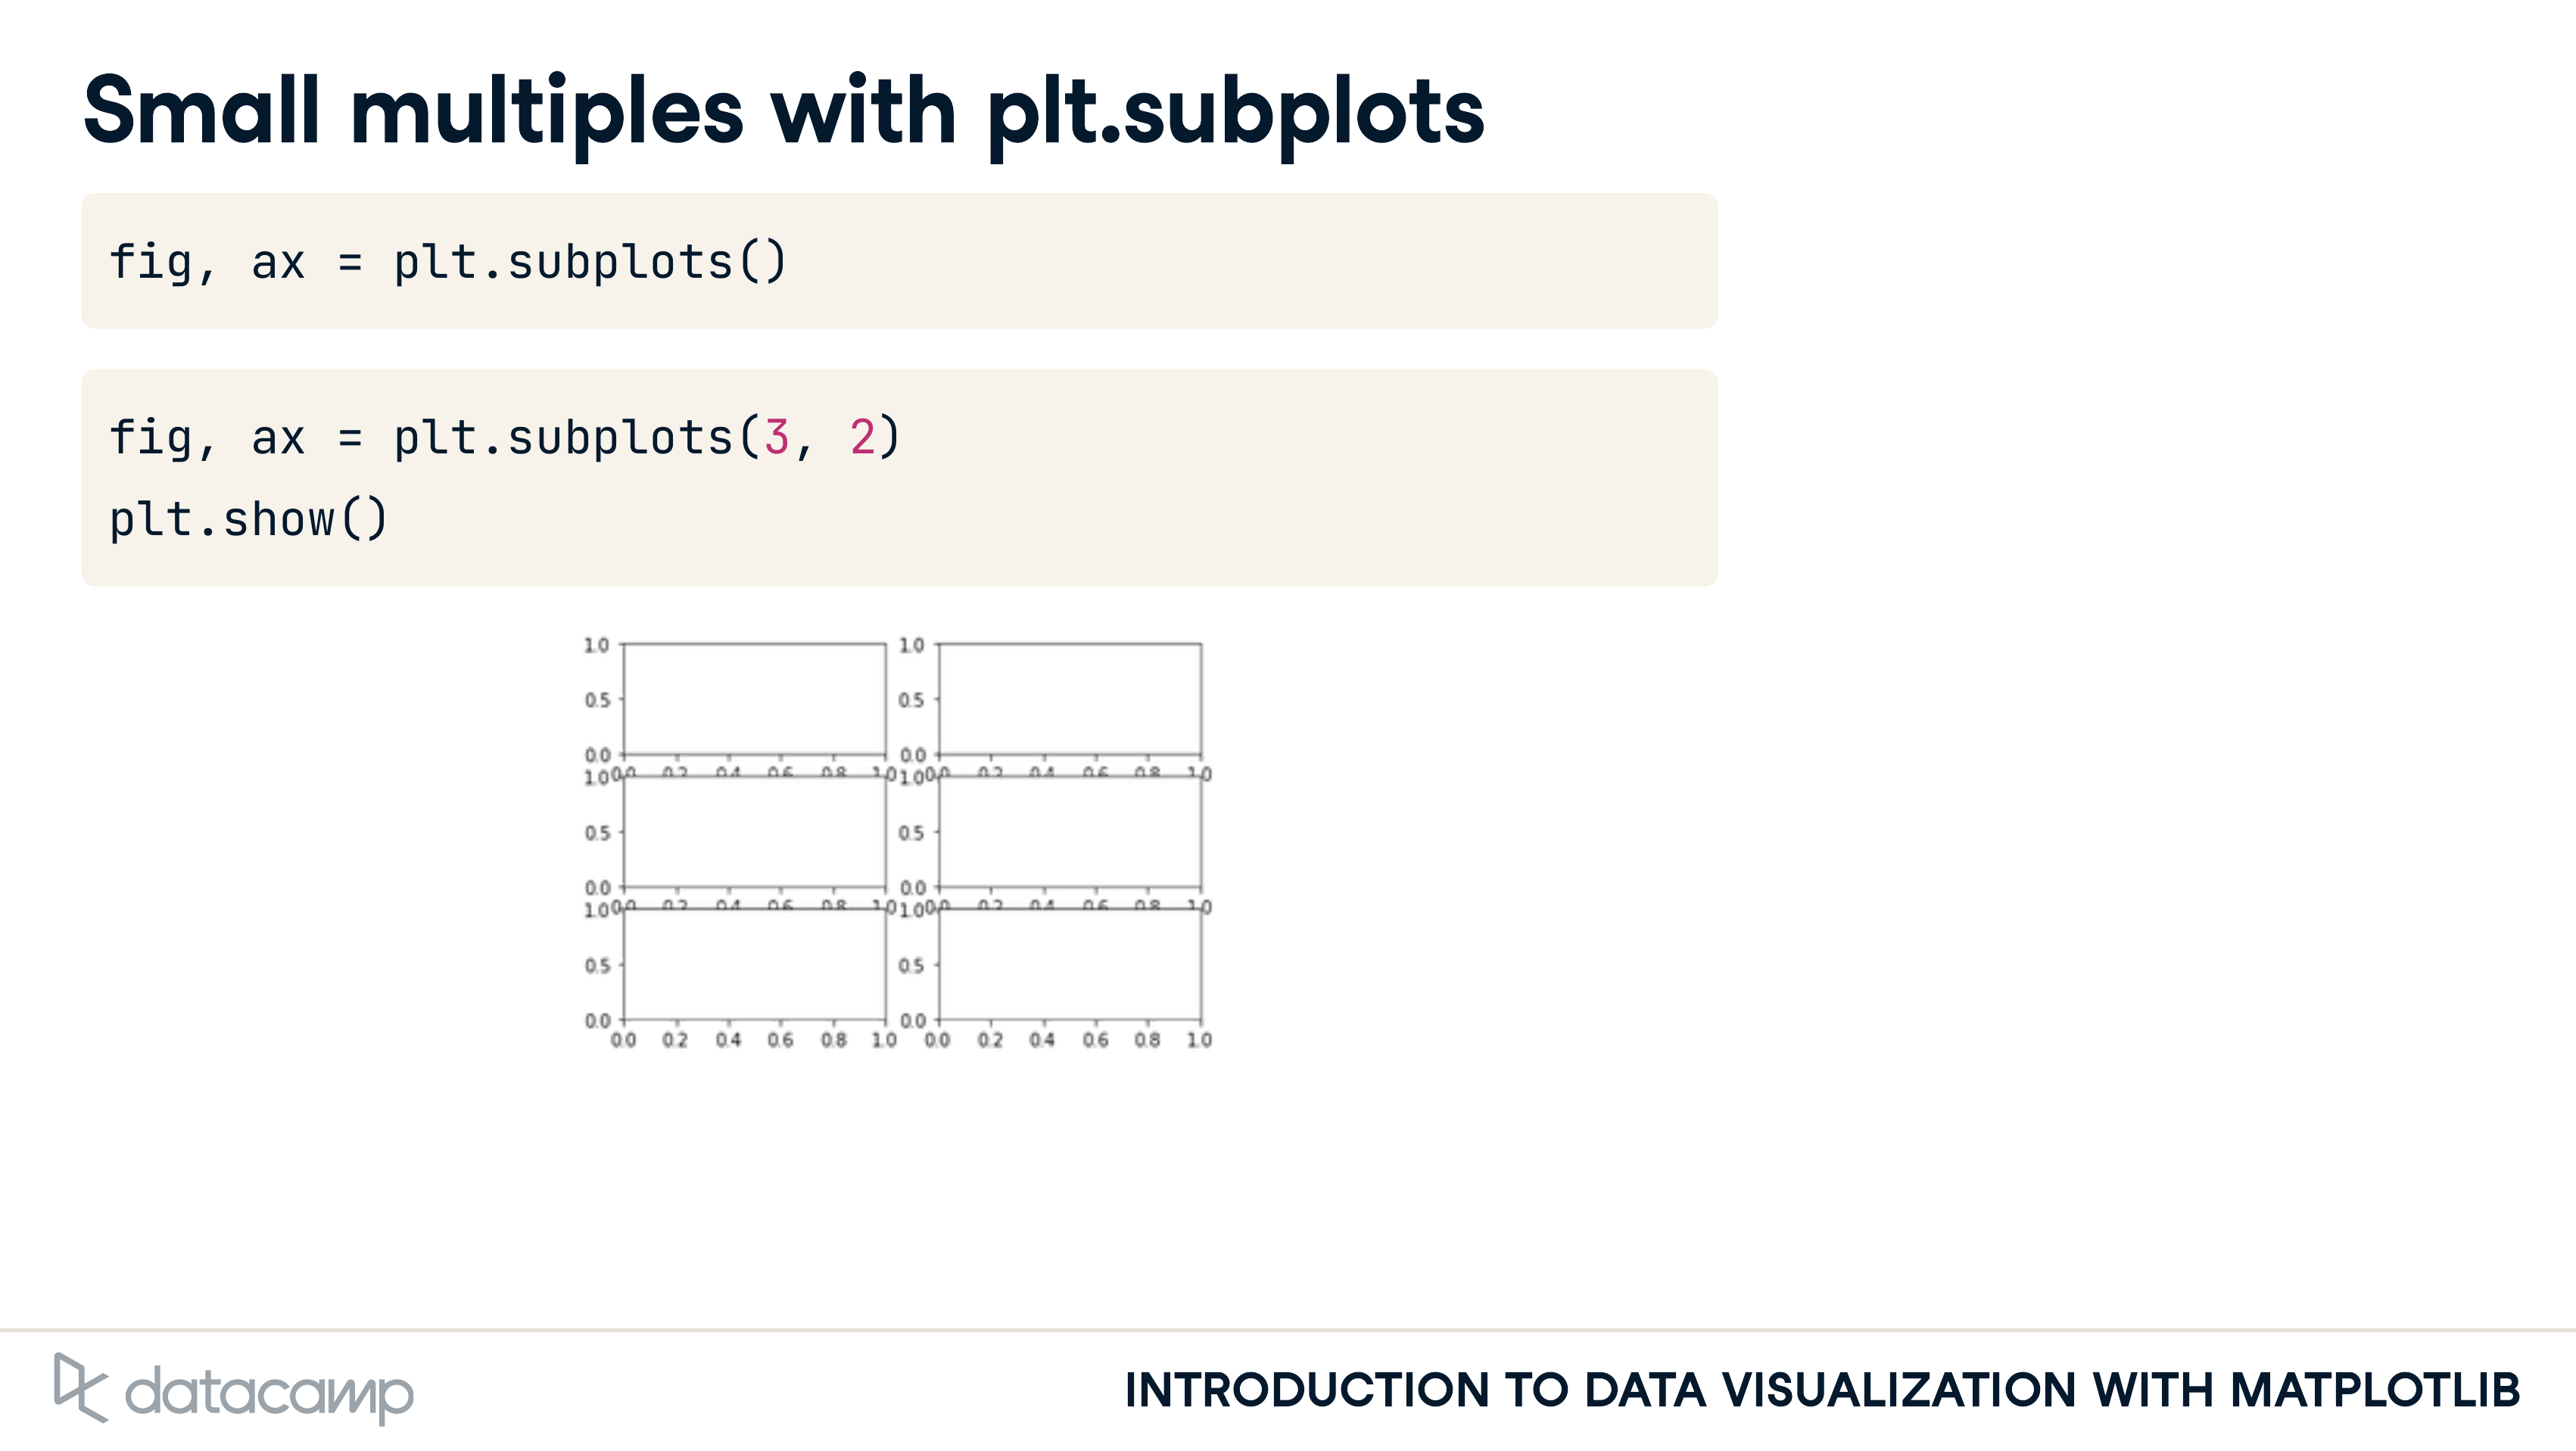 Small multiples with plt.subplots
fig, ax = plt.subplots()
fig, ax = plt.subplots(3, 2)
plt.show()
1.0 1.0
0.5 0.5
0.0 0.0
0.0 0.2 0.4 0.6 0.8 1.0 0.0 0.2 0.4 0.6 0.8 1.0
1.0 1.0
0.5 0.5
0.0 0.0
0.0 0.2 0.4 0.6 0.8 1.0 0.0 0.2 0.4 0.6 0.8 1.0
1.0 1.0
0.5 0.5
0.0 0.0
0.0 0.2 0.4 0.6 0.8 1.0 0.0 0.2 0.4 0.6 0.8 1.0
datacamp
INTRODUCTION TO DATA VISUALIZATION WITH MATPLOTLIB